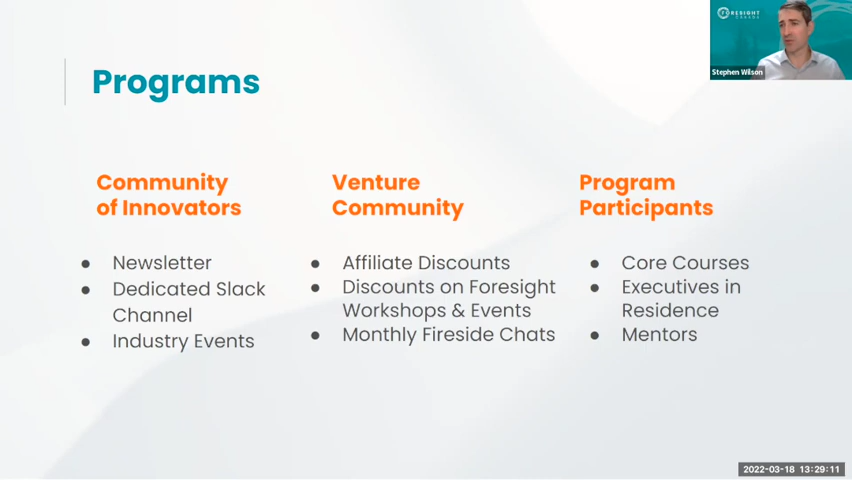 FORESIGHT
Stephen Wilson
Programs
Community
of Innovators
● Newsletter
● Dedicated Slack
Channel
● Industry Events
Venture
Community
● Affiliate Discounts
● Discounts on Foresight
Workshops & Events
● Monthly Fireside Chats
Program
Participants
● Core Courses
● Executives in
Residence
● Mentors
2022-03-18 13:29:11